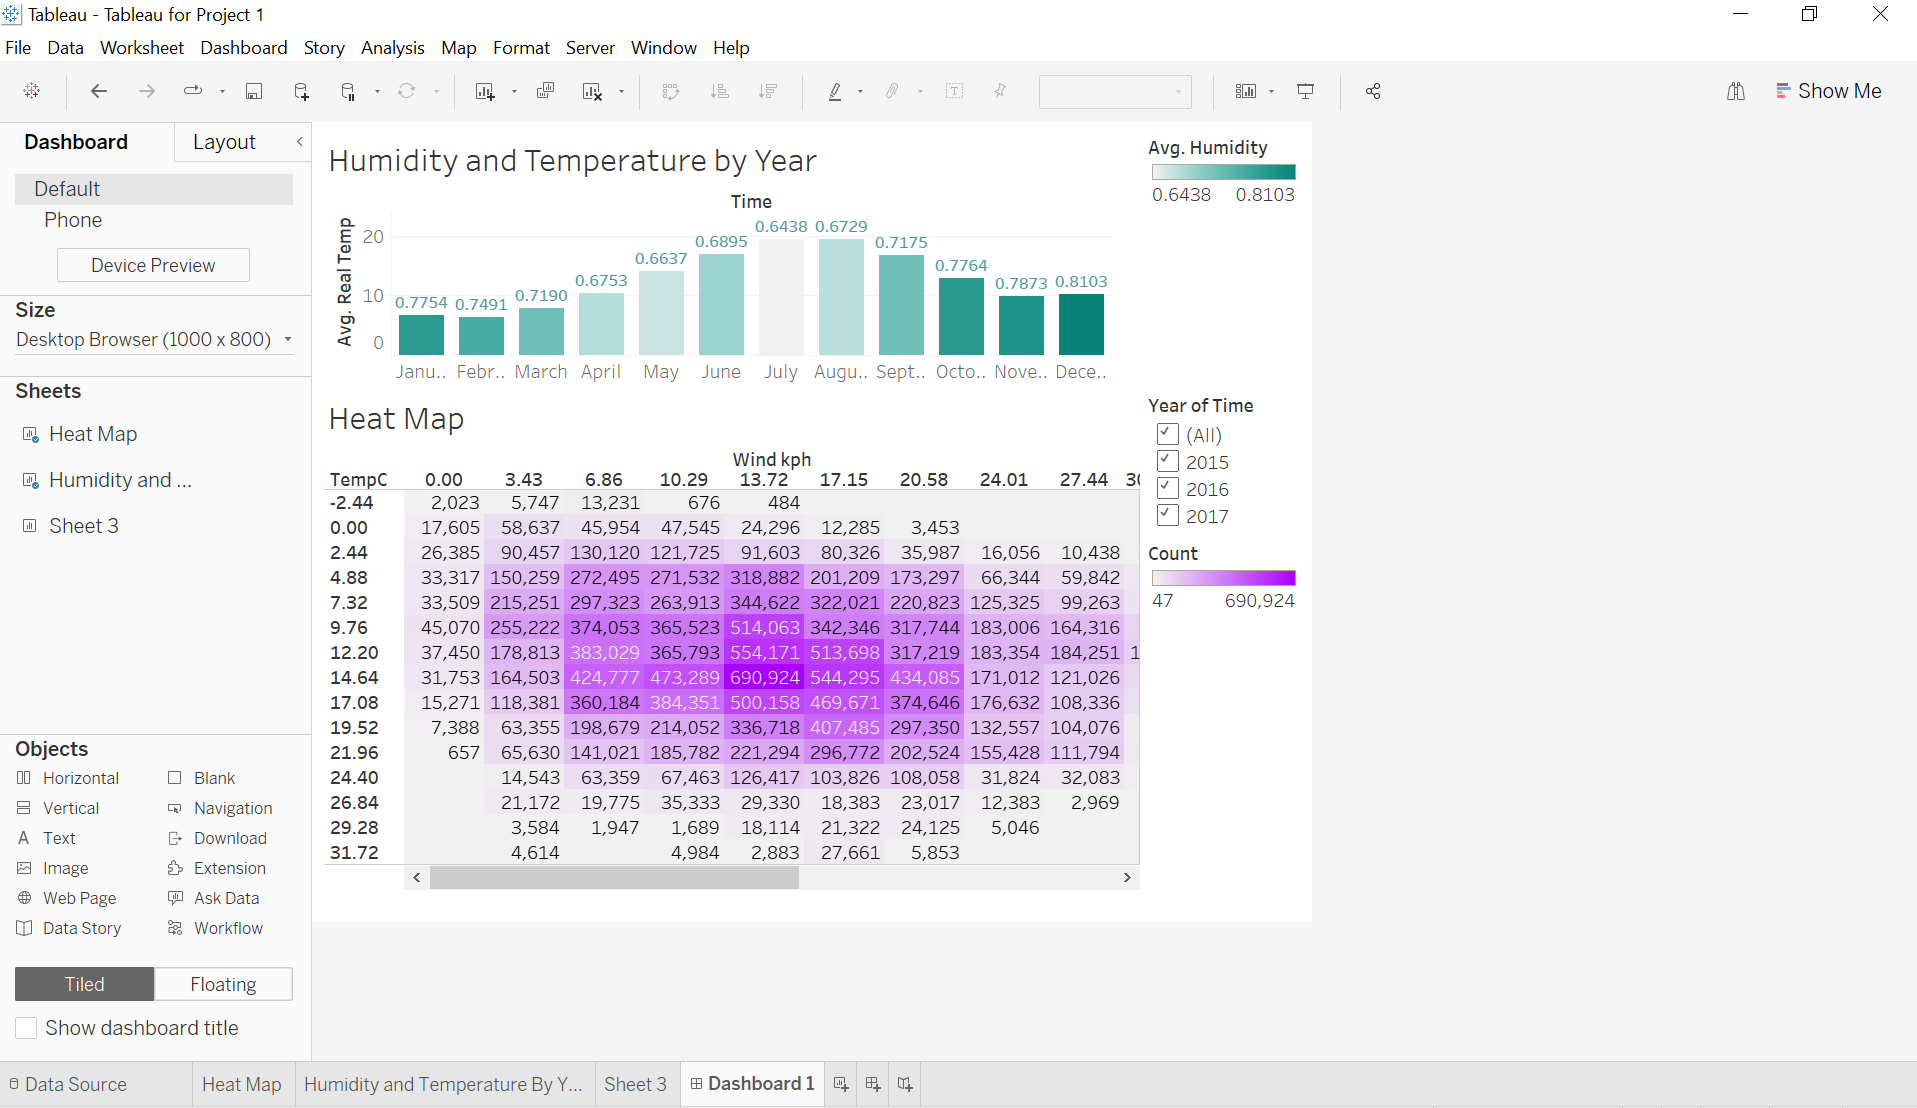 Tableau - Tableau for Project 1
File Data Worksheet Dashboard Story Analysis Map Format Server Window Help
Show Me
Dashboard Layout
Default
Phone
Device Preview
Size
Desktop Browser (1000 x 800)
Sheets
Heat Map
Humidity and ...
Sheet 3
Objects
Horizontal Blank
Vertical Navigation
Text Download
Image Extension
Web Page Ask Data
Data Story Workflow
Tiled Floating
Show dashboard title
Humidity and Temperature by Year
Time
Avg. Real Temp
20
10
0
0.7754 0.7491 0.7190 0.6753 0.6637 0.6895 0.6438 0.6729 0.7175 0.7764 0.7873 0.8103
Janu.. Febr.. March April May June July Augu.. Sept.. Octo.. Nove.. Dece..
Avg. Humidity
0.6438 0.8103
Heat Map
Wind kph
TempC 0.00 3.43 6.86 10.29 13.72 17.15 20.58 24.01 27.44
-2.44 2,023 5,747 13,231 676 484
0.00 17,605 58,637 45,954 47,545 24,296 12,285 3,453
2.44 26,385 90,457 130,120 121,725 91,603 80,326 35,987 16,056 10,438
4.88 33,317 150,259 272,495 271,532 318,882 201,209 173,297 66,344 59,842
7.32 33,509 215,251 297,323 263,913 344,622 322,021 220,823 125,325 99,263
9.76 45,070 255,222 374,053 365,523 514,063 342,346 317,744 183,006 164,316
12.20 37,450 178,813 383,029 365,793 554,171 513,698 317,219 183,354 184,251 1
14.64 31,753 164,503 424,777 473,289 690,924 544,295 434,085 171,012 121,026
17.08 15,271 118,381 360,184 384,351 500,158 469,671 374,646 176,632 108,336
19.52 7,388 63,355 198,679 214,052 336,718 407,485 297,350 132,557 104,076
21.96 657 65,630 141,021 185,782 221,294 296,772 202,524 155,428 111,794
24.40 14,543 63,359 67,463 126,417 103,826 108,058 31,824 32,083
26.84 21,172 19,775 35,333 29,330 18,383 23,017 12,383 2,969
29.28 3,584 1,947 1,689 18,114 21,322 24,125 5,046
31.72 4,614 4,984 2,883 27,661 5,853
Year of Time
(All)
2015
2016
2017
Count
47 690,924
Data Source Heat Map Humidity and Temperature By Y... Sheet 3 Dashboard 1